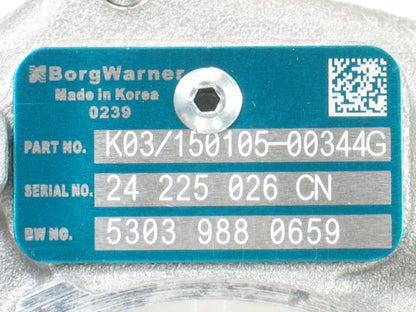 BorgWarner
Made in Korea
0239
PART NO. K03/150105-00344G
SERIAL NO. 24 225 026 CN
BW NO. 5303 988 0659